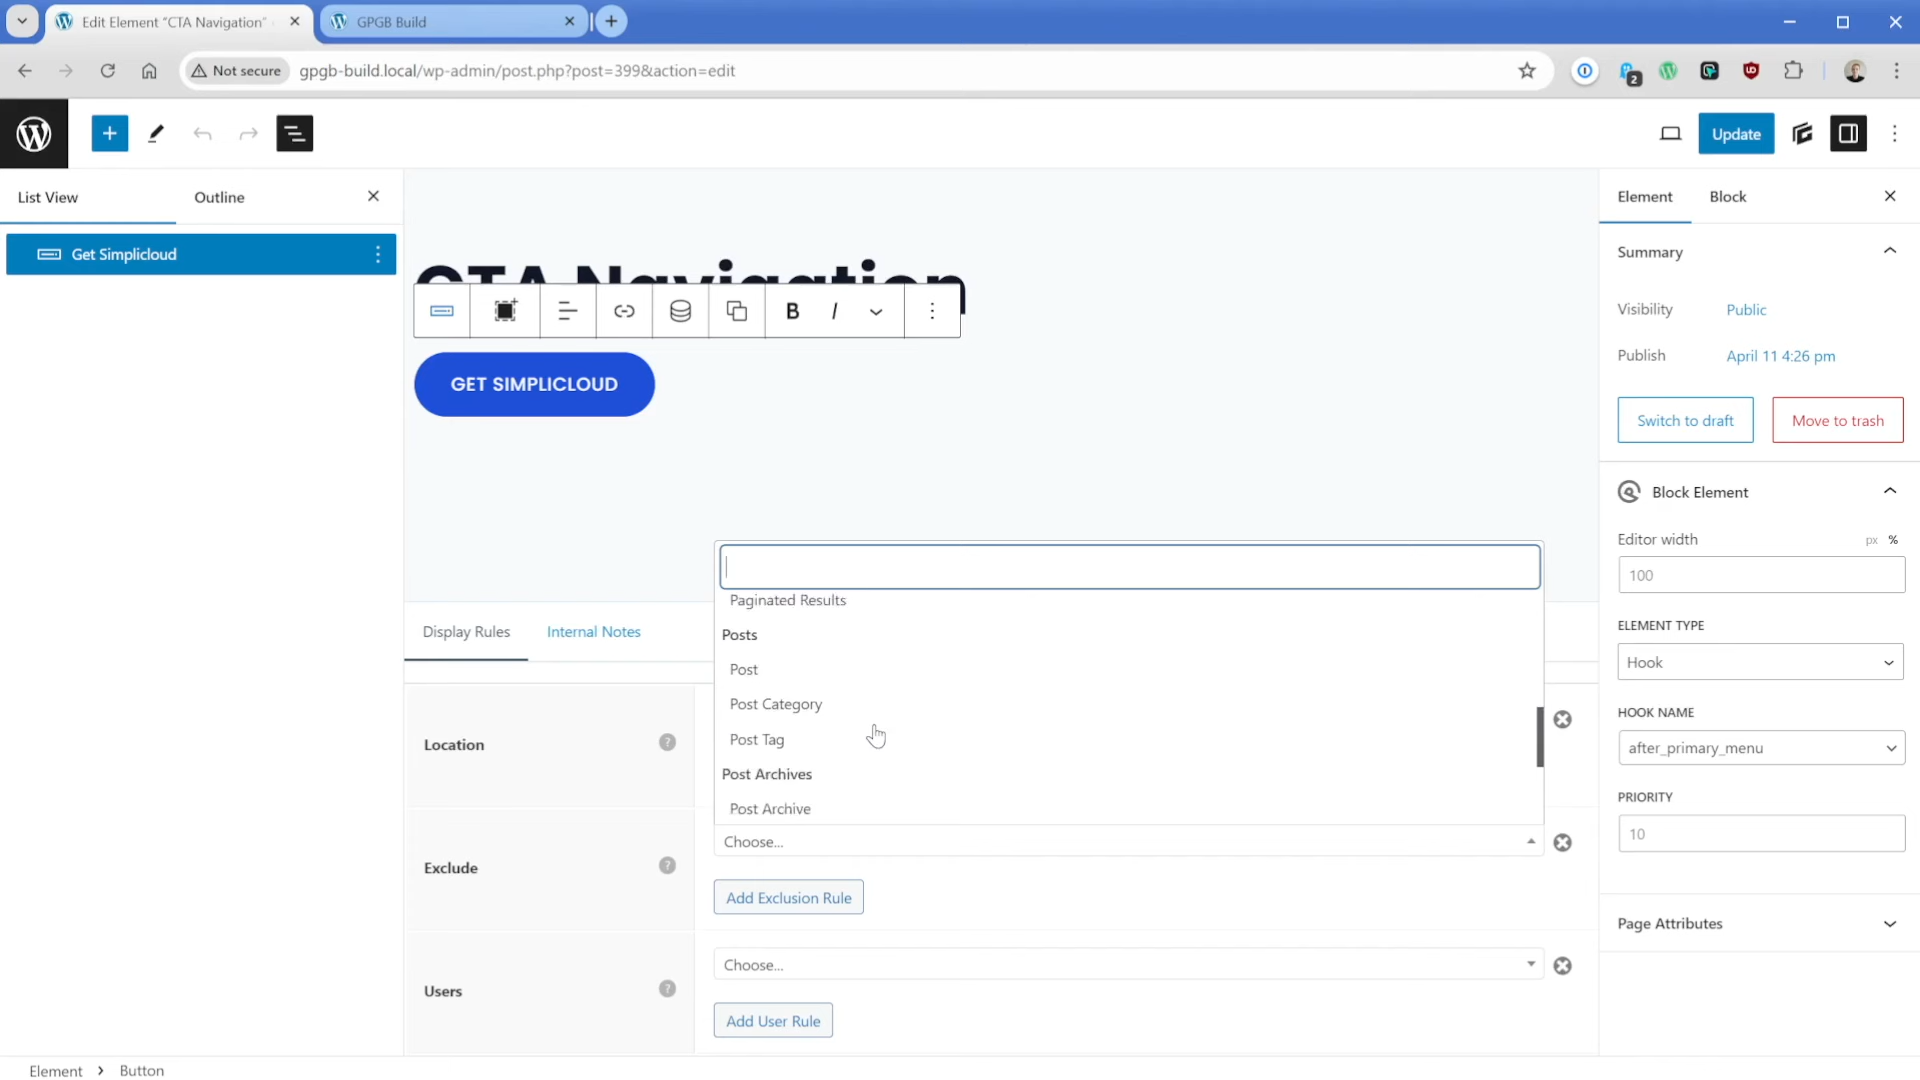 Edit Element “CTA Navigation”
GPGB Build
Not secure
gpgb-build.local/wp-admin/post.php?post=399&action=edit
2
Update
List View
Outline
Element
Block
Get Simplicloud
Summary
CTA Navigation
B I
Visibility
Public
Publish
April 11 4:26 pm
GET SIMPLICLOUD
Switch to draft
Move to trash
Block Element
Editor width
px %
100
Paginated Results
Posts
Post
Post Category
Post Tag
Post Archives
Post Archive
ELEMENT TYPE
Hook
HOOK NAME
after_primary_menu
PRIORITY
10
Display Rules
Internal Notes
Location
?
Exclude
?
Choose...
Add Exclusion Rule
Page Attributes
Users
?
Choose...
Add User Rule
Element › Button